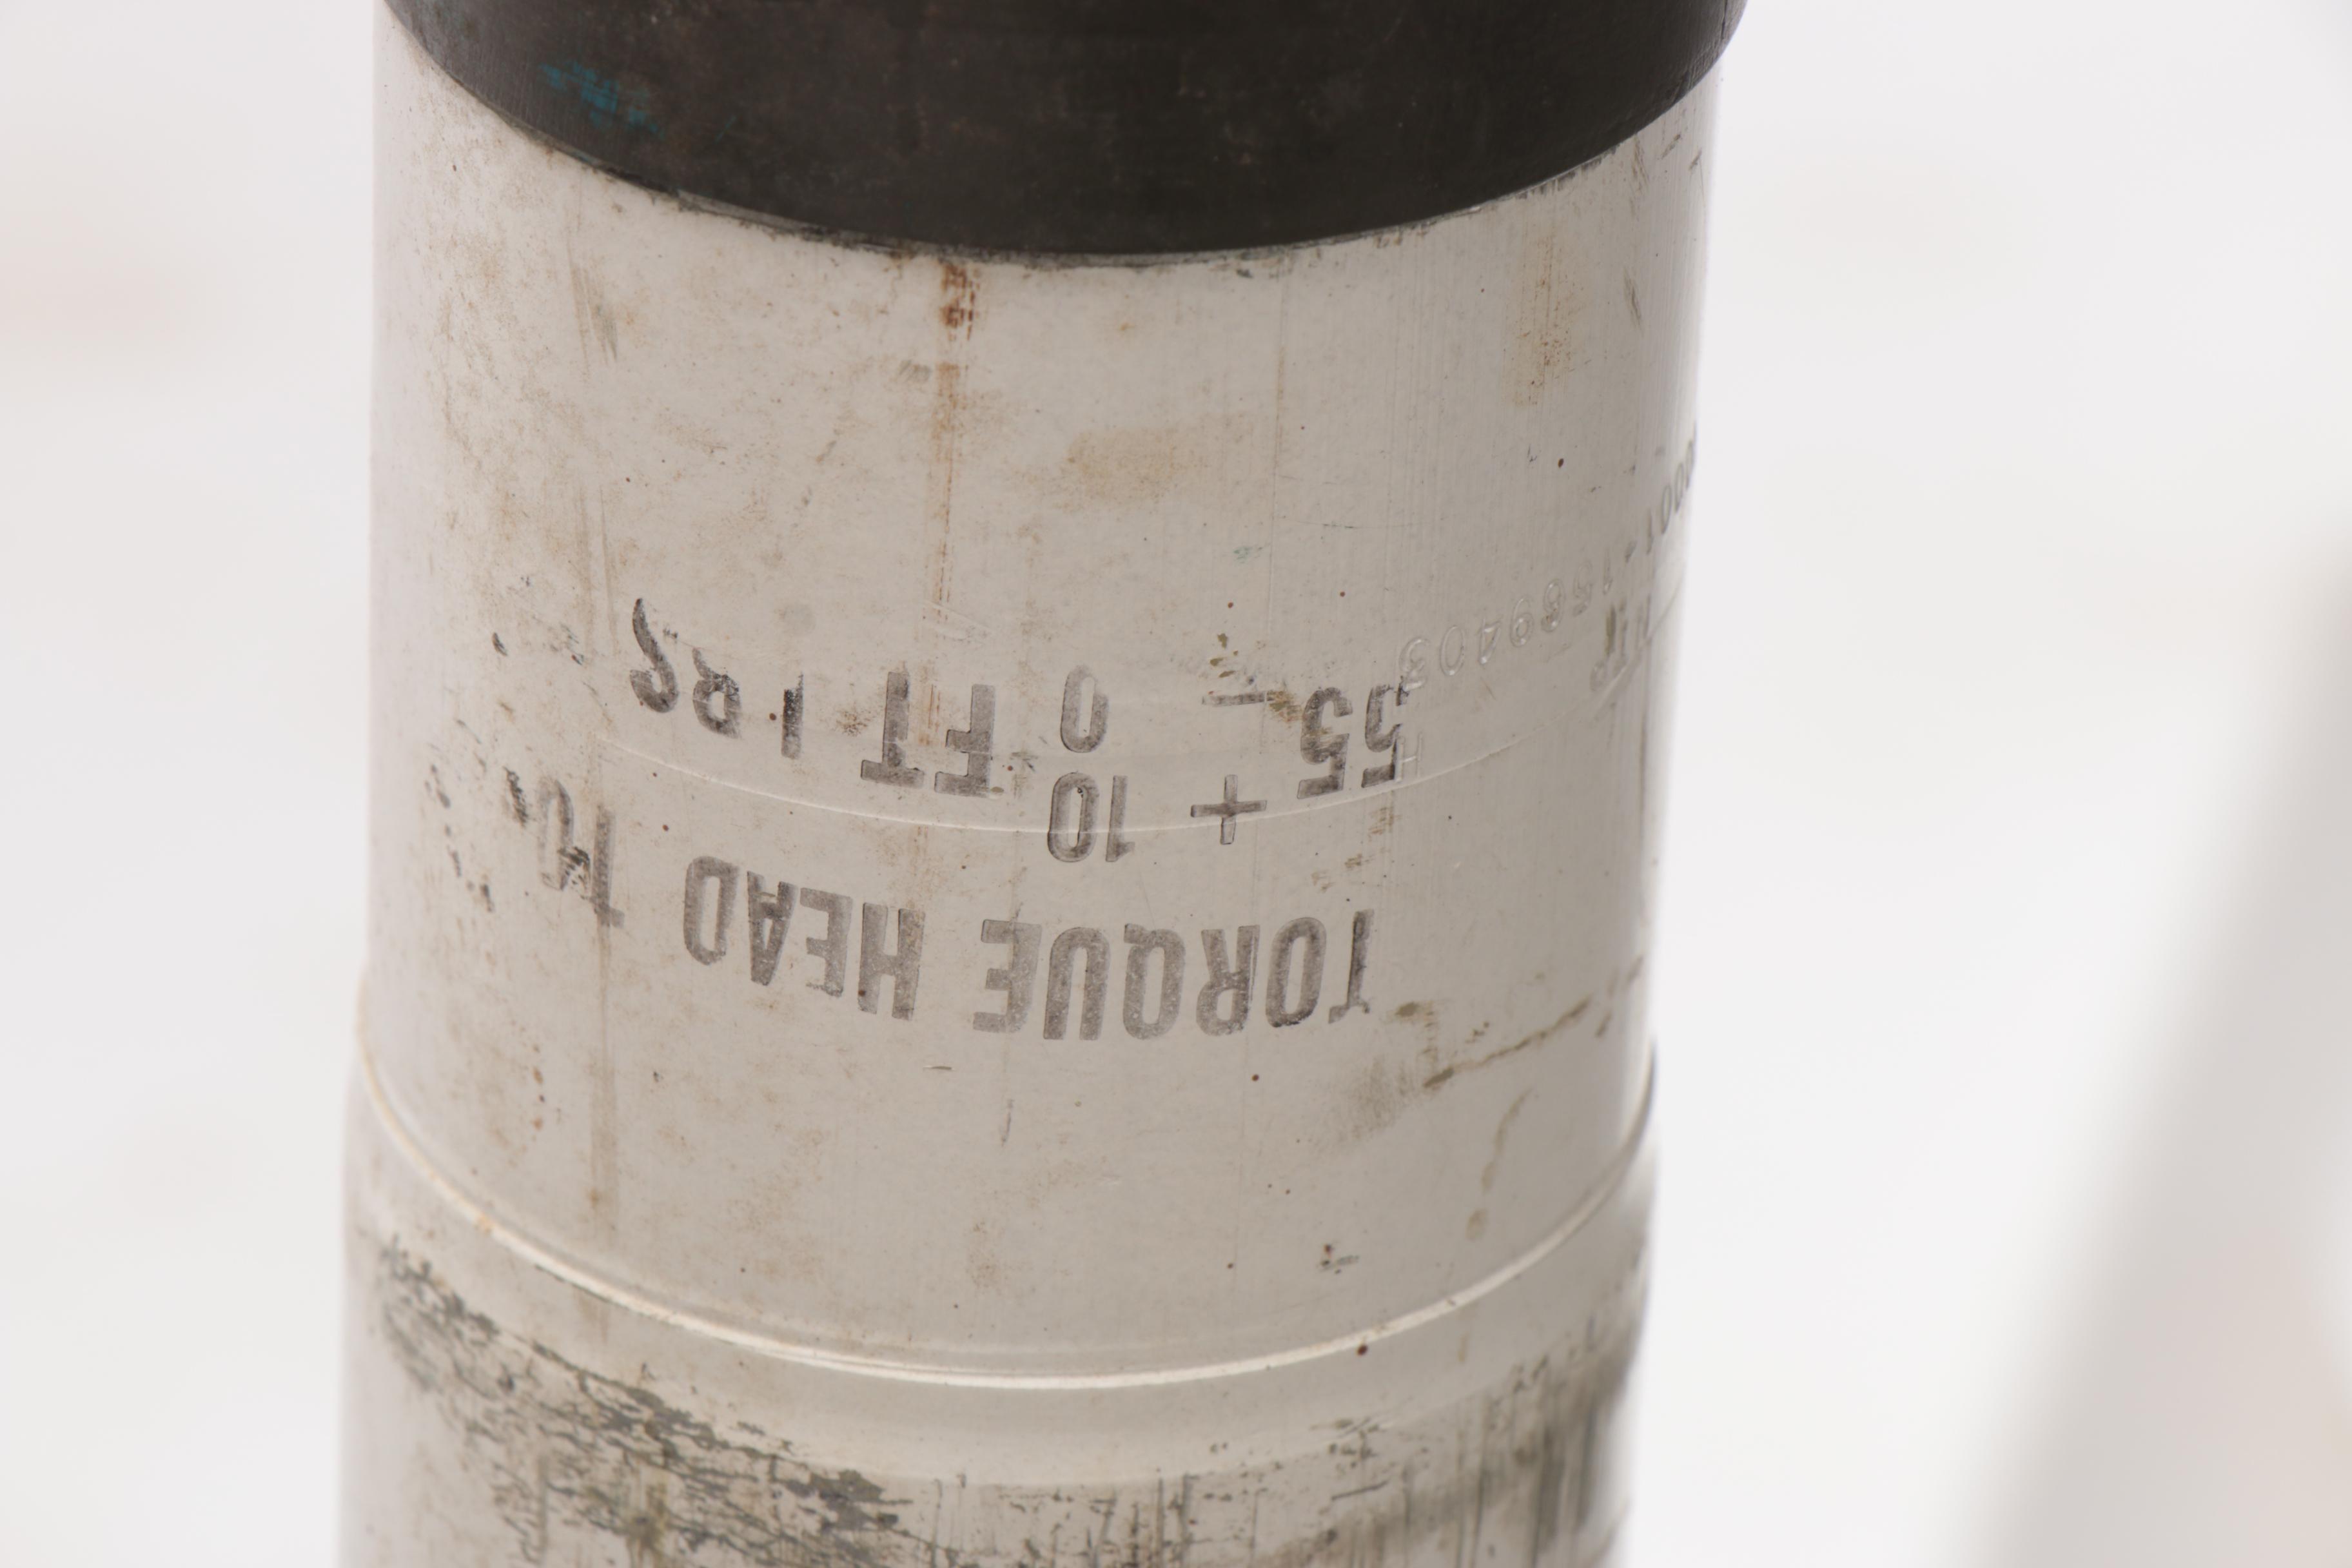 TORQUE HEAD TO
55 + 10 FT LBS
− 0